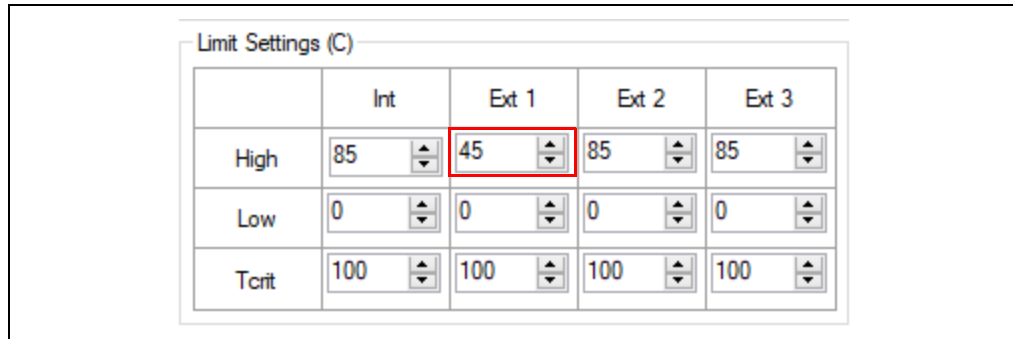 Limit Settings (C)
Int Ext 1 Ext 2 Ext 3
High 85 45 85 85
Low 0 0 0 0
Tcrit 100 100 100 100